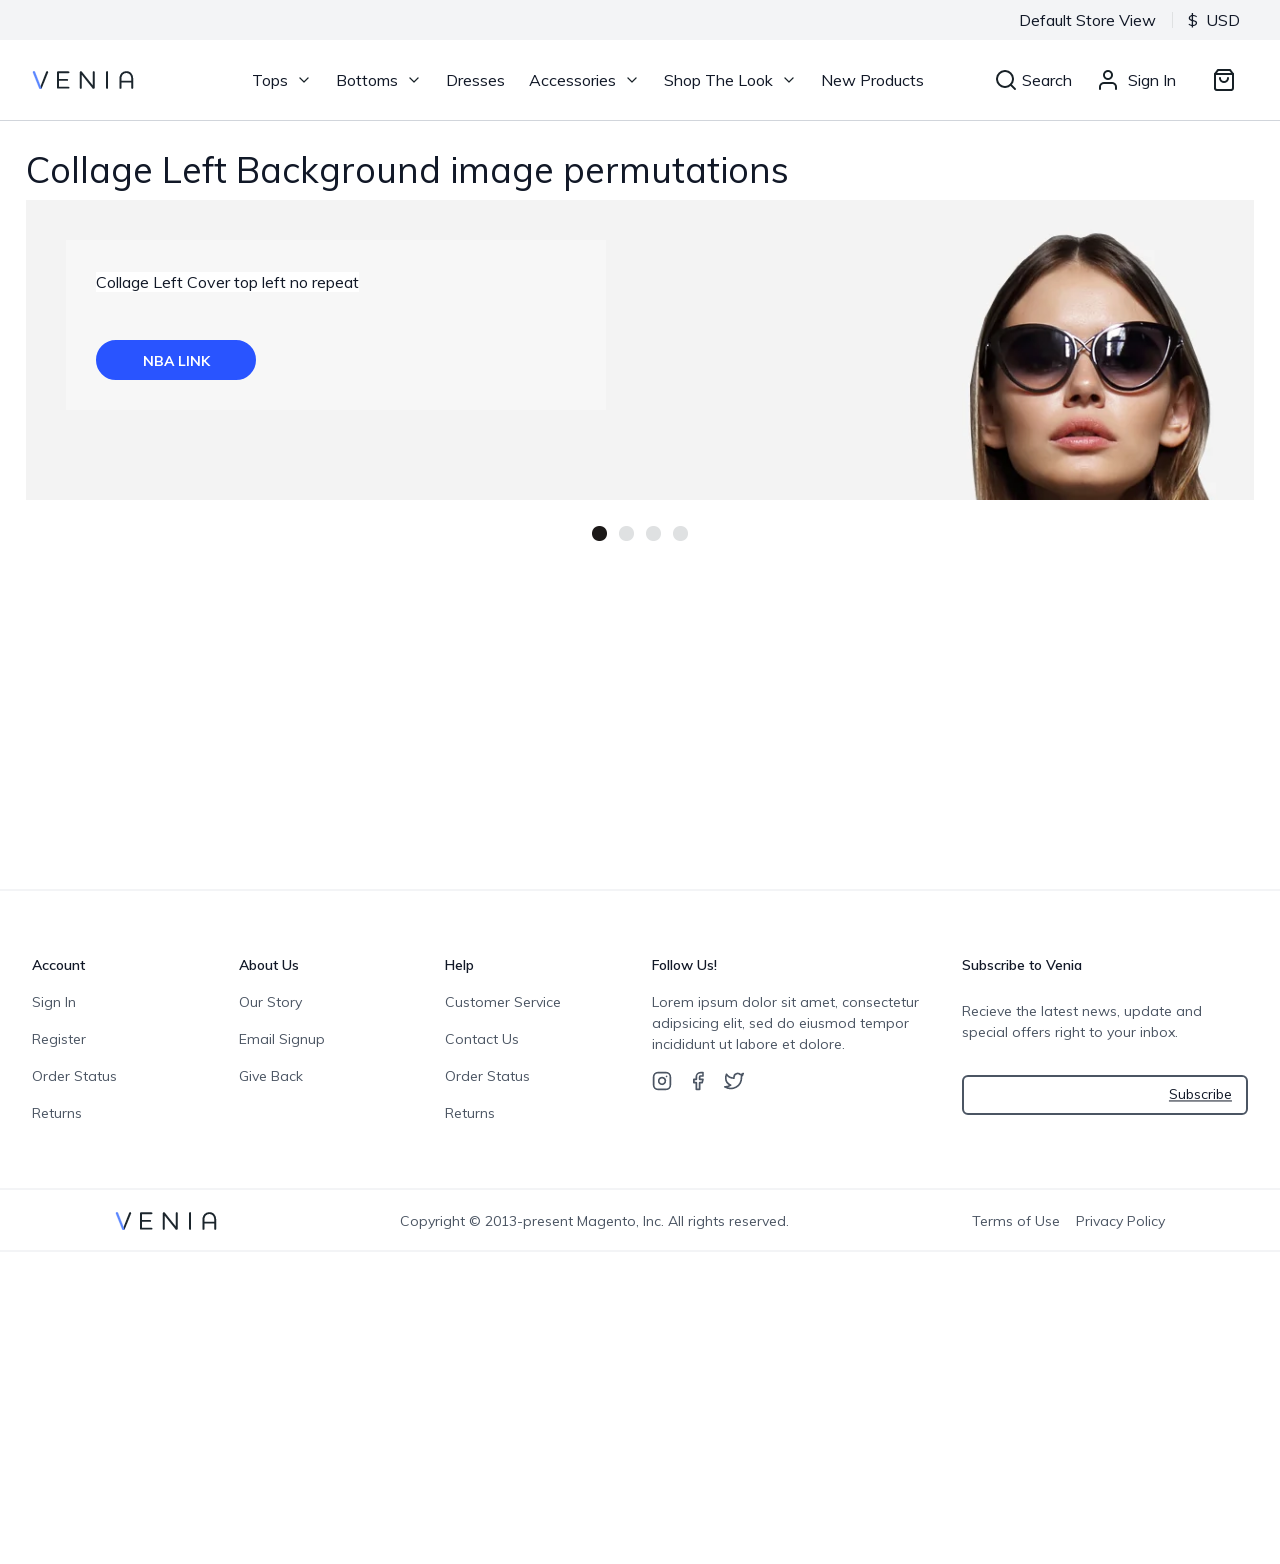 Default Store View
$ USD
VENIA
Tops
Bottoms
Dresses
Accessories
Shop The Look
New Products
Search
Sign In
Collage Left Background image permutations
Collage Left Cover top left no repeat
NBA LINK
Account
Sign In
Register
Order Status
Returns
About Us
Our Story
Email Signup
Give Back
Help
Customer Service
Contact Us
Order Status
Returns
Follow Us!
Lorem ipsum dolor sit amet, consectetur
adipsicing elit, sed do eiusmod tempor
incididunt ut labore et dolore.
Subscribe to Venia
Recieve the latest news, update and
special offers right to your inbox.
Subscribe
VENIA
Copyright © 2013-present Magento, Inc. All rights reserved.
Terms of Use
Privacy Policy